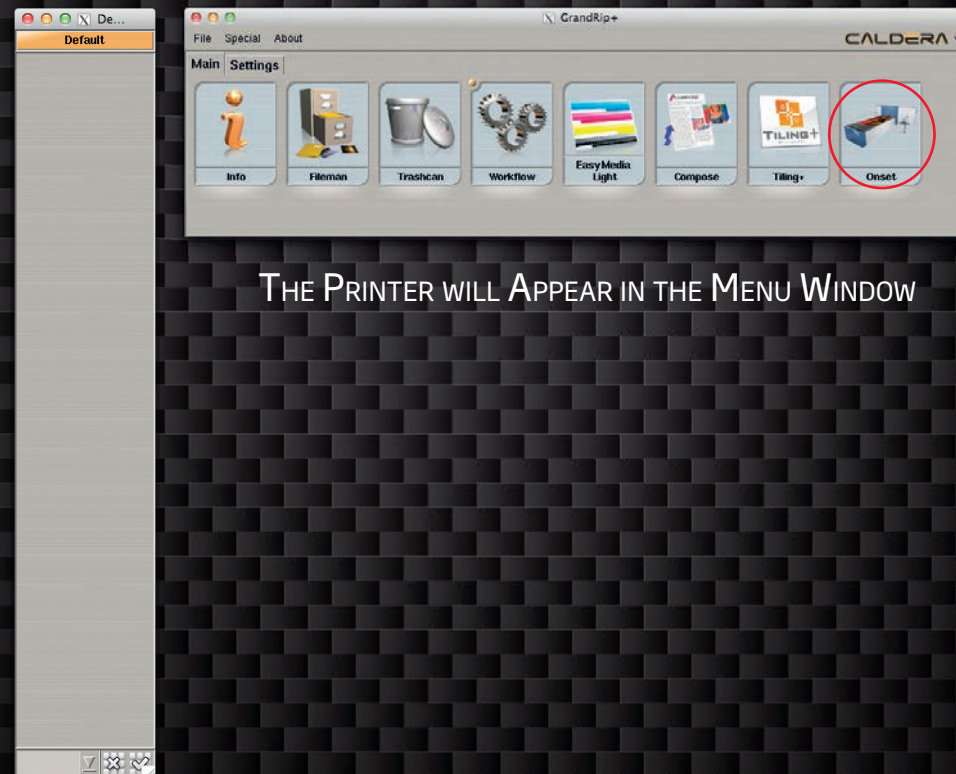 X De...
Default
X GrandRip+
File Special About
CALDERA
Main Settings
TILING+
Info
Fileman
Trashcan
Workflow
EasyMedia
Light
Compose
Tiling+
Onset
THE PRINTER WILL APPEAR IN THE MENU WINDOW